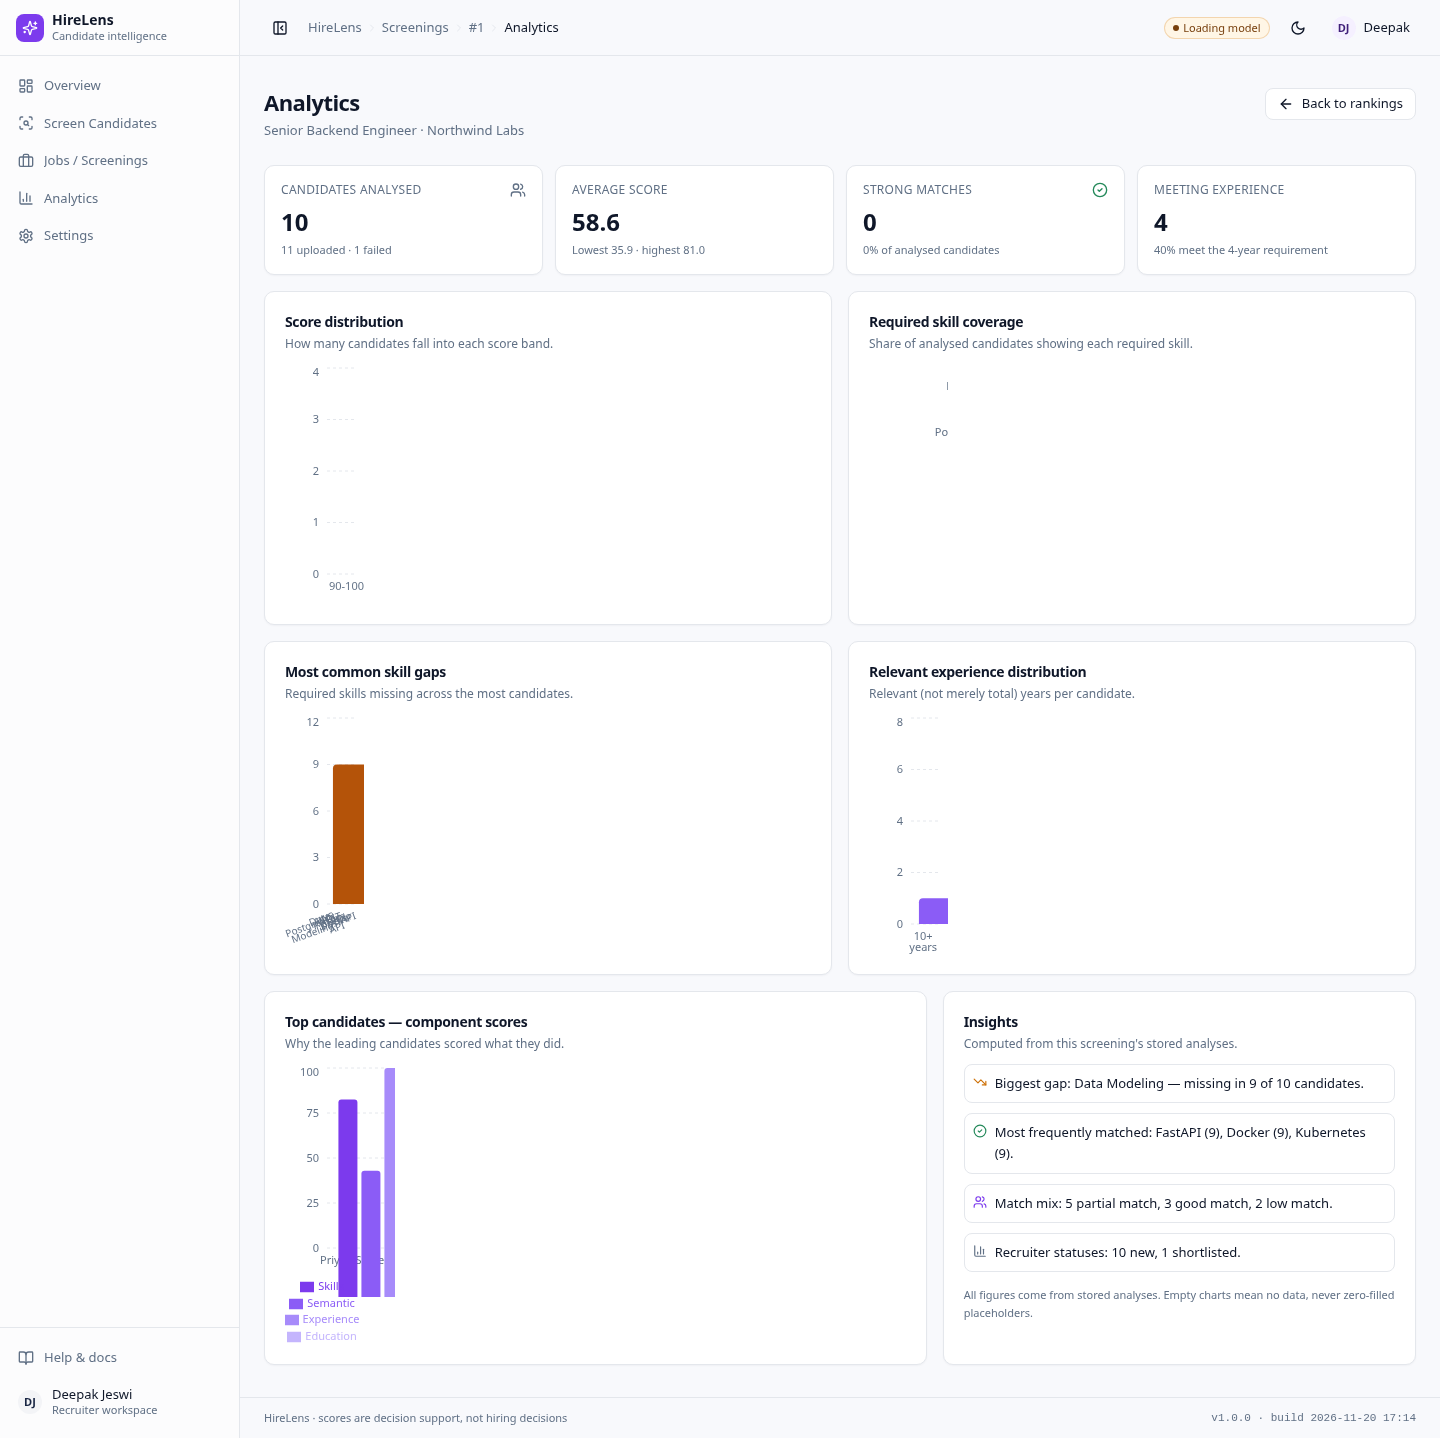 HireLens
Candidate intelligence
Overview
Screen Candidates
Jobs / Screenings
Analytics
Settings
Help & docs
DJ
Deepak Jeswi
Recruiter workspace
HireLens
Screenings
#1
Analytics
Loading model
DJ
Deepak
Analytics
Senior Backend Engineer · Northwind Labs
Back to rankings
CANDIDATES ANALYSED
10
11 uploaded · 1 failed
AVERAGE SCORE
58.6
Lowest 35.9 · highest 81.0
STRONG MATCHES
0
0% of analysed candidates
MEETING EXPERIENCE
4
40% meet the 4-year requirement
Score distribution
How many candidates fall into each score band.
4
3
2
1
0
90-100
Required skill coverage
Share of analysed candidates showing each required skill.
Po
Most common skill gaps
Required skills missing across the most candidates.
12
9
6
3
0
Modeling
API
Relevant experience distribution
Relevant (not merely total) years per candidate.
8
6
4
2
0
10+
years
Top candidates — component scores
Why the leading candidates scored what they did.
100
75
50
25
0
Skill
Semantic
Experience
Education
Insights
Computed from this screening's stored analyses.
Biggest gap: Data Modeling — missing in 9 of 10 candidates.
Most frequently matched: FastAPI (9), Docker (9), Kubernetes
(9).
Match mix: 5 partial match, 3 good match, 2 low match.
Recruiter statuses: 10 new, 1 shortlisted.
All figures come from stored analyses. Empty charts mean no data, never zero-filled
placeholders.
HireLens · scores are decision support, not hiring decisions
v1.0.0 · build 2026-11-20 17:14